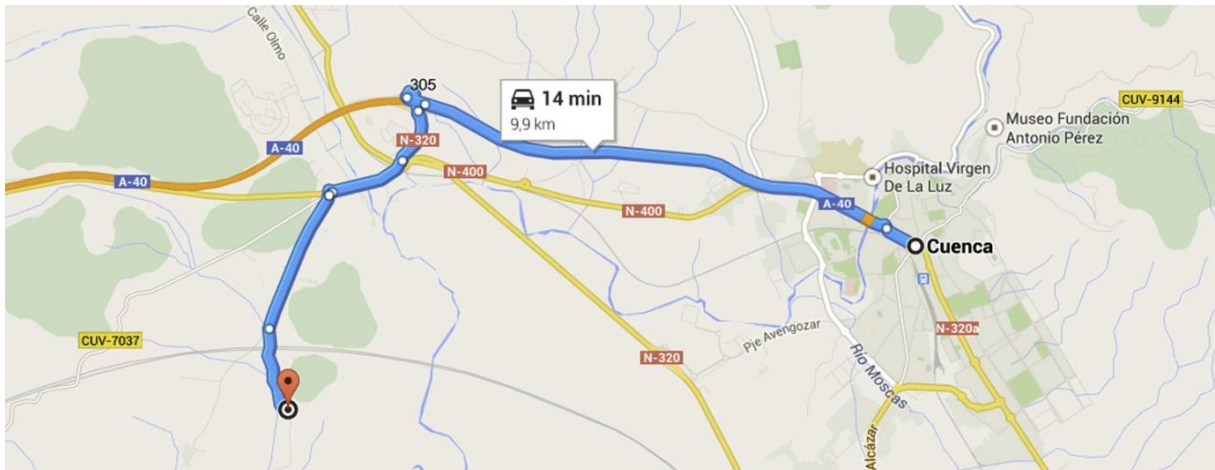 Calle Olmo
305
14 min
9,9 km
N-320
A-40
A-40
N-400
N-400
A-40
CUV-9144
Museo Fundación
Antonio Pérez
Hospital Virgen
De La Luz
Cuenca
CUV-7037
N-320
Pje Avengozar
Río Moscas
N-320a
Alcázar